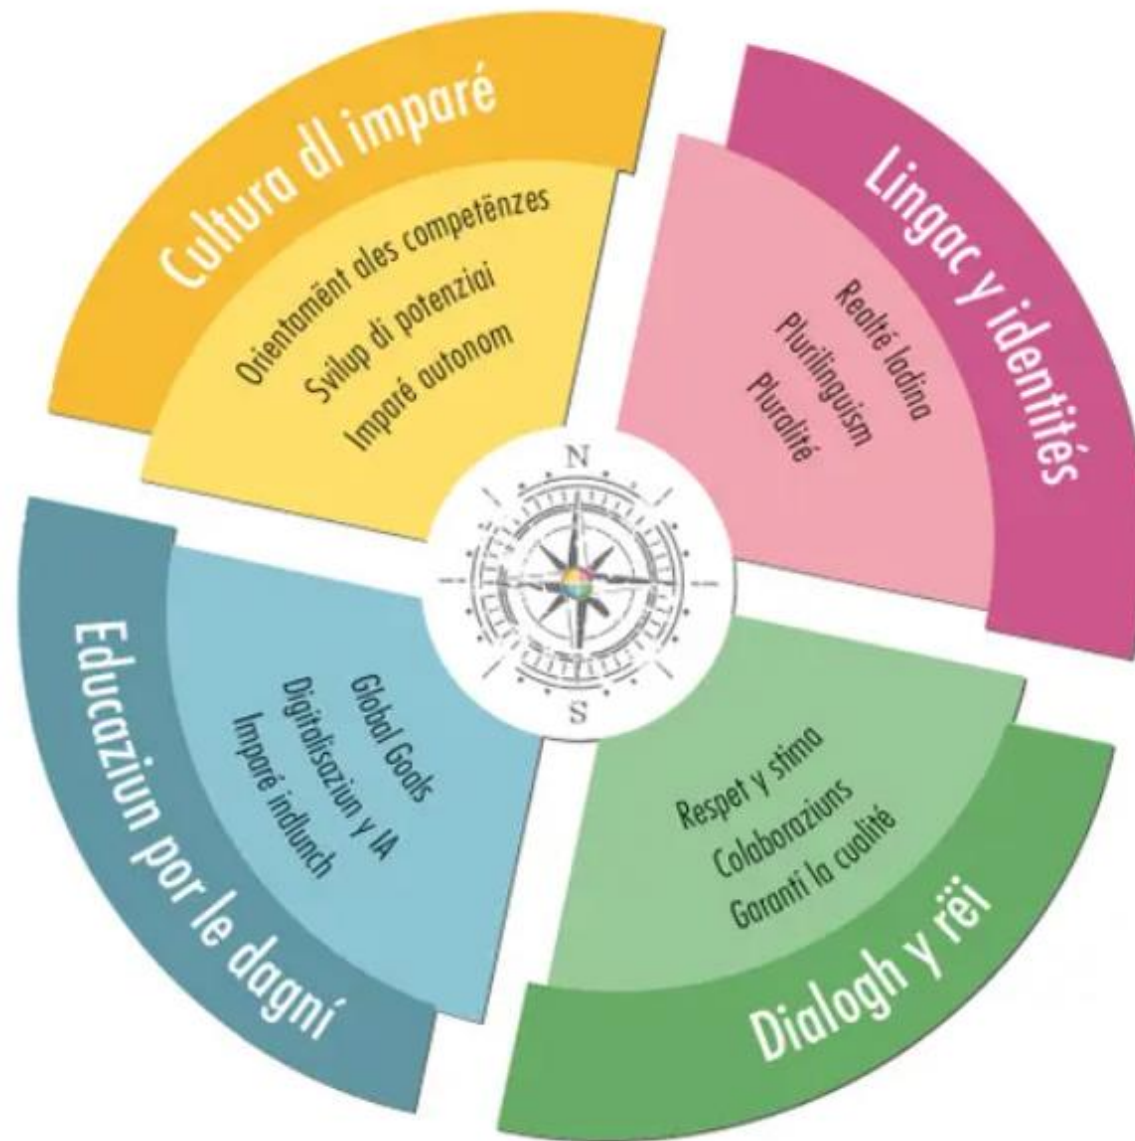 Cultura dl imparé
Orientamënt ales competënzes
Svilup di potenziai
Imparé autonom
Lingac y identités
Realté ladina
Plurilinguism
Pluralité
N
S
Educaziun por le dagní
Global Goals
Digitalisaziun y IA
Imparé indlunch
Dialogh y rëi
Respet y stima
Colaboraziuns
Garantí la cualité